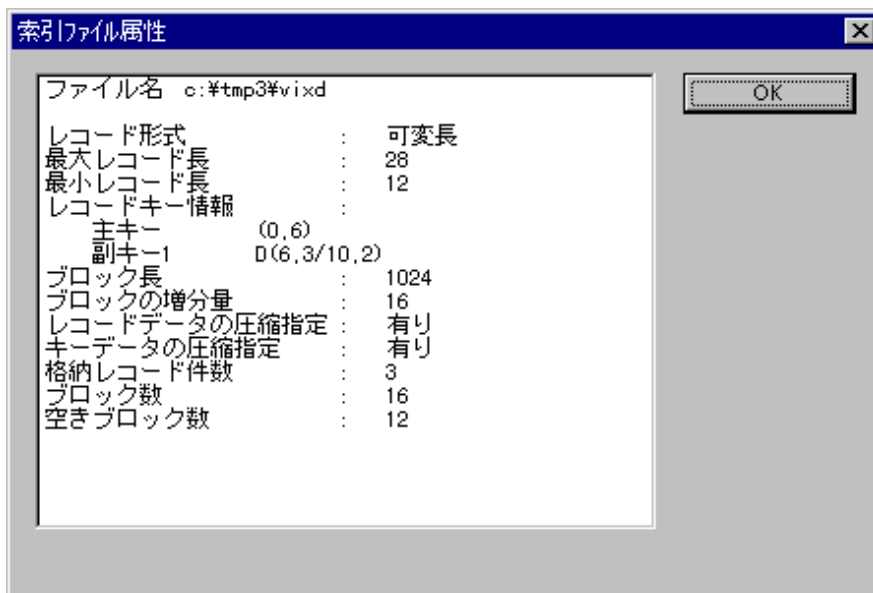 索引ファイル属性
ファイル名 c:¥tmp3¥vixd
OK
レコード形式 : 可変長
最大レコード長 : 28
最小レコード長 : 12
レコードキー情報 :
主キー (0,6)
副キー1 D(6,3/10,2)
ブロック長 : 1024
ブロックの増分量 : 16
レコードデータの圧縮指定 : 有り
キーデータの圧縮指定 : 有り
格納レコード件数 : 3
ブロック数 : 16
空きブロック数 : 12